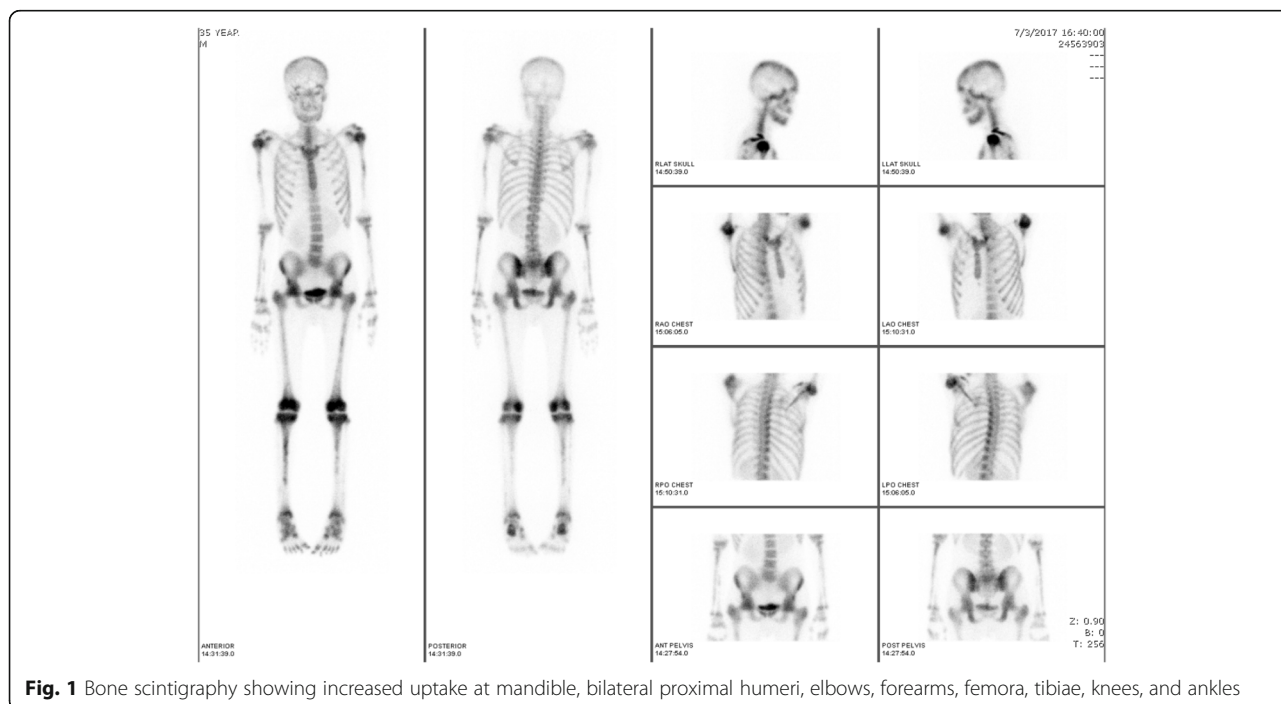 35 YEAR
M
7/3/2017 16:40:00
24563903
---
---
---
RLAT SKULL
14:50:39.0
LLAT SKULL
14:50:39.0
RAO CHEST
15:06:05.0
LAO CHEST
15:10:31.0
RPO CHEST
15:10:31.0
LPO CHEST
15:06:05.0
ANTERIOR
14:31:39.0
POSTERIOR
14:31:39.0
ANT PELVIS
14:27:54.0
POST PELVIS
14:27:54.0
Z: 0.90
B: 0
T: 256
Fig. 1 Bone scintigraphy showing increased uptake at mandible, bilateral proximal humeri, elbows, forearms, femora, tibiae, knees, and ankles